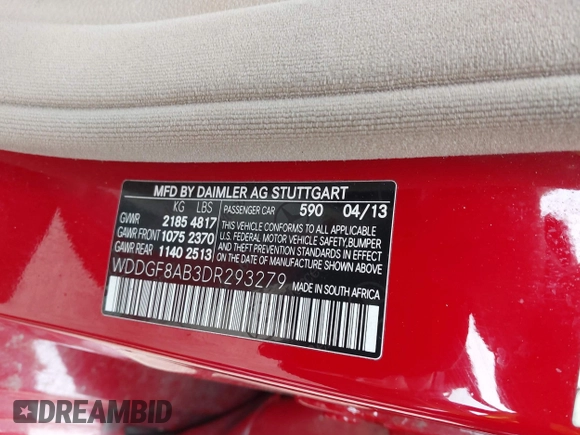 MFD BY DAIMLER AG STUTTGART
KG LBS PASSENGER CAR 590 04/13
GVWR 2185 4817
GAWR FRONT 1075 2370
GAWR REAR 1140 2513
THIS VEHICLE CONFORMS TO ALL APPLICABLE
U.S. FEDERAL MOTOR VEHICLE SAFETY, BUMPER
AND THEFT PREVENTION STANDARDS IN EFFECT
ON THE DATE OF MANUFACTURE SHOWN ABOVE.
WDDGF8AB3DR293279 MADE IN SOUTH AFRICA
DREAMBID